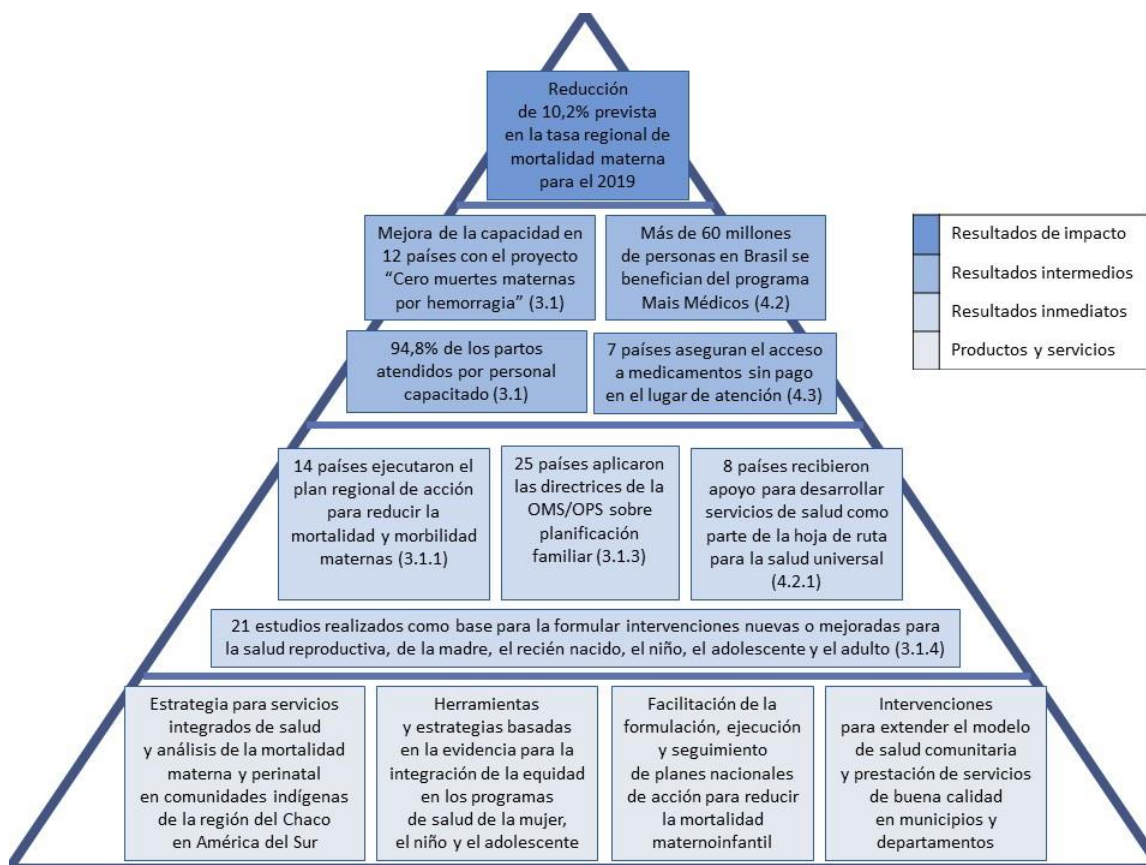 Reducción
de 10,2% prevista
en la tasa regional de
mortalidad materna
para el 2019
Mejora de la capacidad en
12 países con el proyecto
“Cero muertes maternas
por hemorragia” (3.1)
Más de 60 millones
de personas en Brasil se
benefician del programa
Mais Médicos (4.2)
94,8% de los partos
atendidos por personal
capacitado (3.1)
7 países aseguran el acceso
a medicamentos sin pago
en el lugar de atención (4.3)
14 países ejecutaron el
plan regional de acción
para reducir la
mortalidad y morbilidad
maternas (3.1.1)
25 países aplicaron
las directrices de la
OMS/OPS sobre
planificación
familiar (3.1.3)
8 países recibieron
apoyo para desarrollar
servicios de salud como
parte de la hoja de ruta
para la salud universal
(4.2.1)
21 estudios realizados como base para la formular intervenciones nuevas o mejoradas para
la salud reproductiva, de la madre, el recién nacido, el niño, el adolescente y el adulto (3.1.4)
Estrategia para servicios
integrados de salud
y análisis de la mortalidad
materna y perinatal
en comunidades indígenas
de la región del Chaco
en América del Sur
Herramientas
y estrategias basadas
en la evidencia para la
integración de la equidad
en los programas
de salud de la mujer,
el niño y el adolescente
Facilitación de la
formulación, ejecución
y seguimiento
de planes nacionales
de acción para reducir
la mortalidad
maternoinfantil
Intervenciones
para extender el modelo
de salud comunitaria
y prestación de servicios
de buena calidad
en municipios y
departamentos
Resultados de impacto
Resultados intermedios
Resultados inmediatos
Productos y servicios